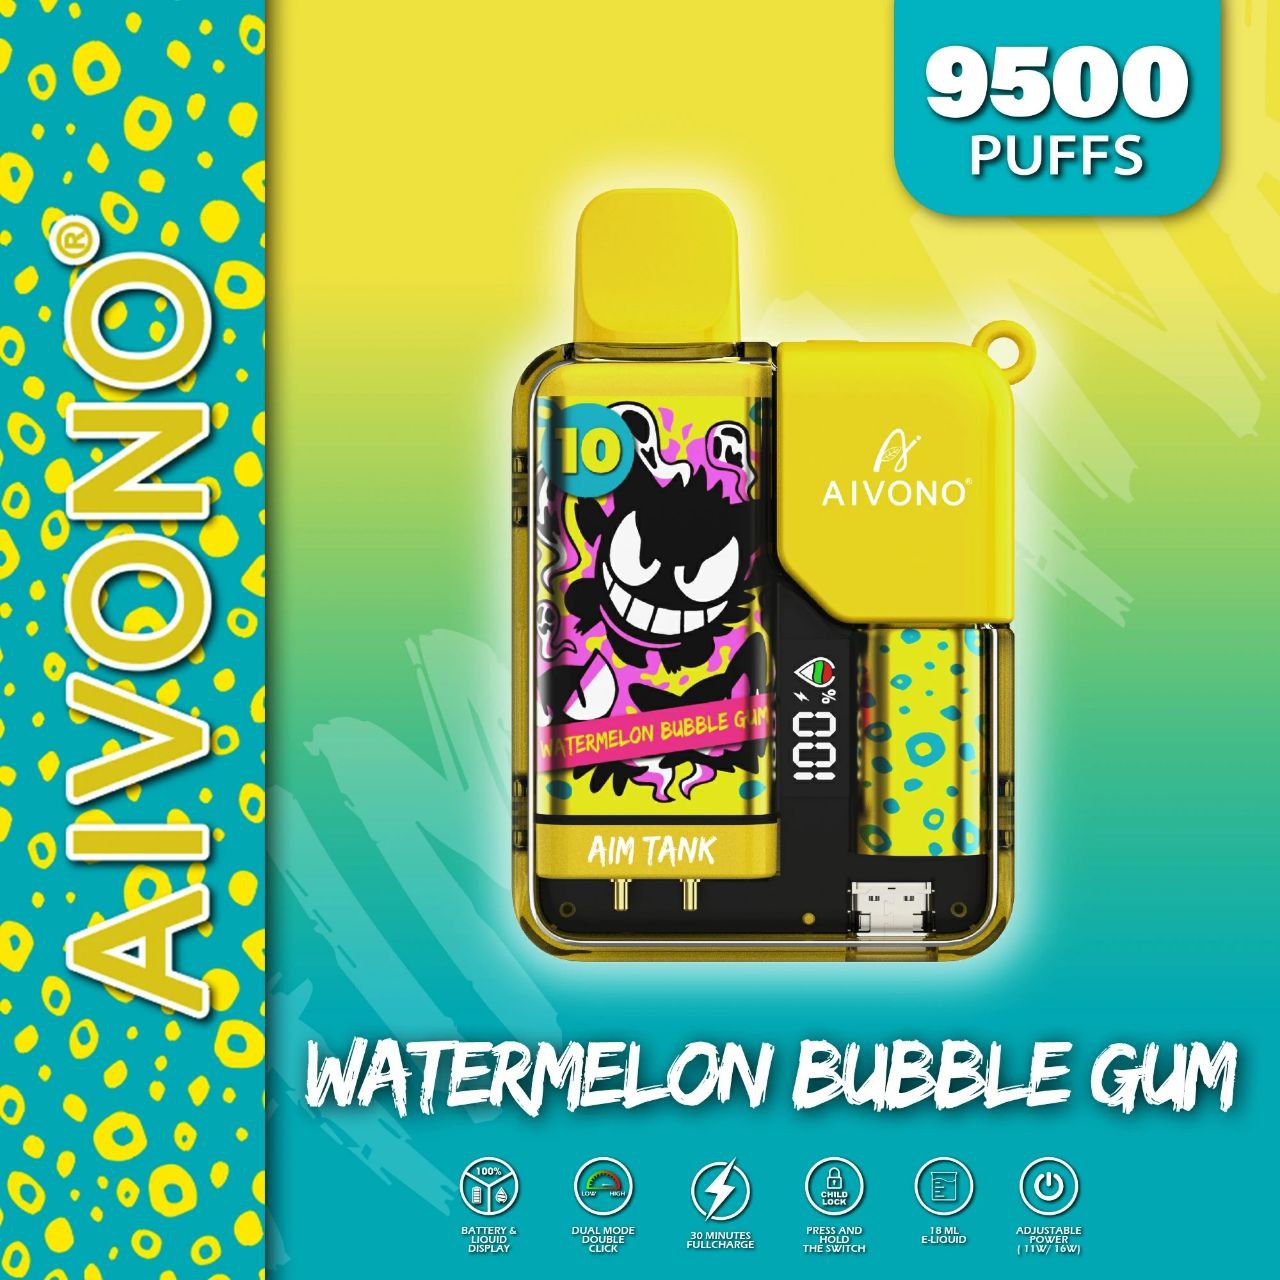 AIVONO®
9500
PUFFS
10
AIVONO®
WATERMELON BUBBLE GUM
100%
AIM TANK
WATERMELON BUBBLE GUM
100%
BATTERY &
LIQUID
DISPLAY
LOW HIGH
DUAL MODE
DOUBLE
CLICK
30 MINUTES
FULLCHARGE
CHILD
LOCK
PRESS AND
HOLD
THE SWITCH
18 ML
E-LIQUID
ADJUSTABLE
POWER
( 11W/ 16W)